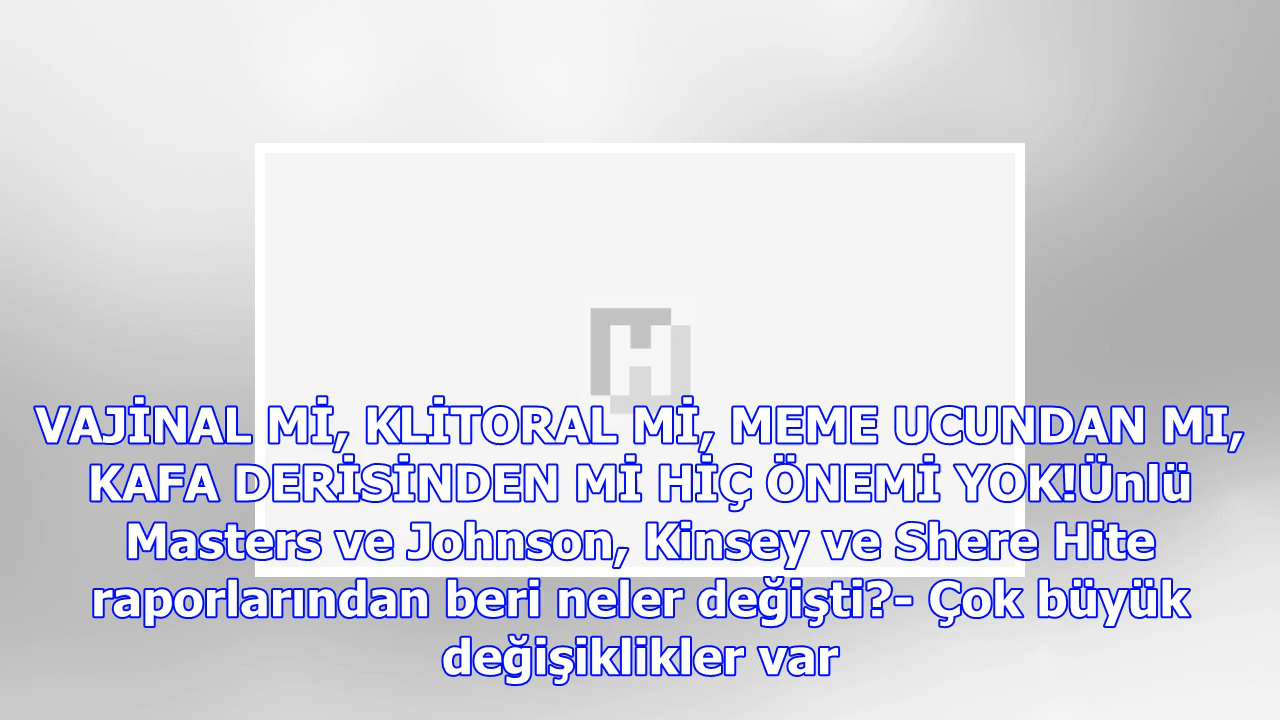 VAJİNAL Mİ, KLİTORAL Mİ, MEME UCUNDAN MI,
KAFA DERİSİNDEN Mİ HİÇ ÖNEMİ YOK!Ünlü
Masters ve Johnson, Kinsey ve Shere Hite
raporlarından beri neler değişti?- Çok büyük
değişiklikler var